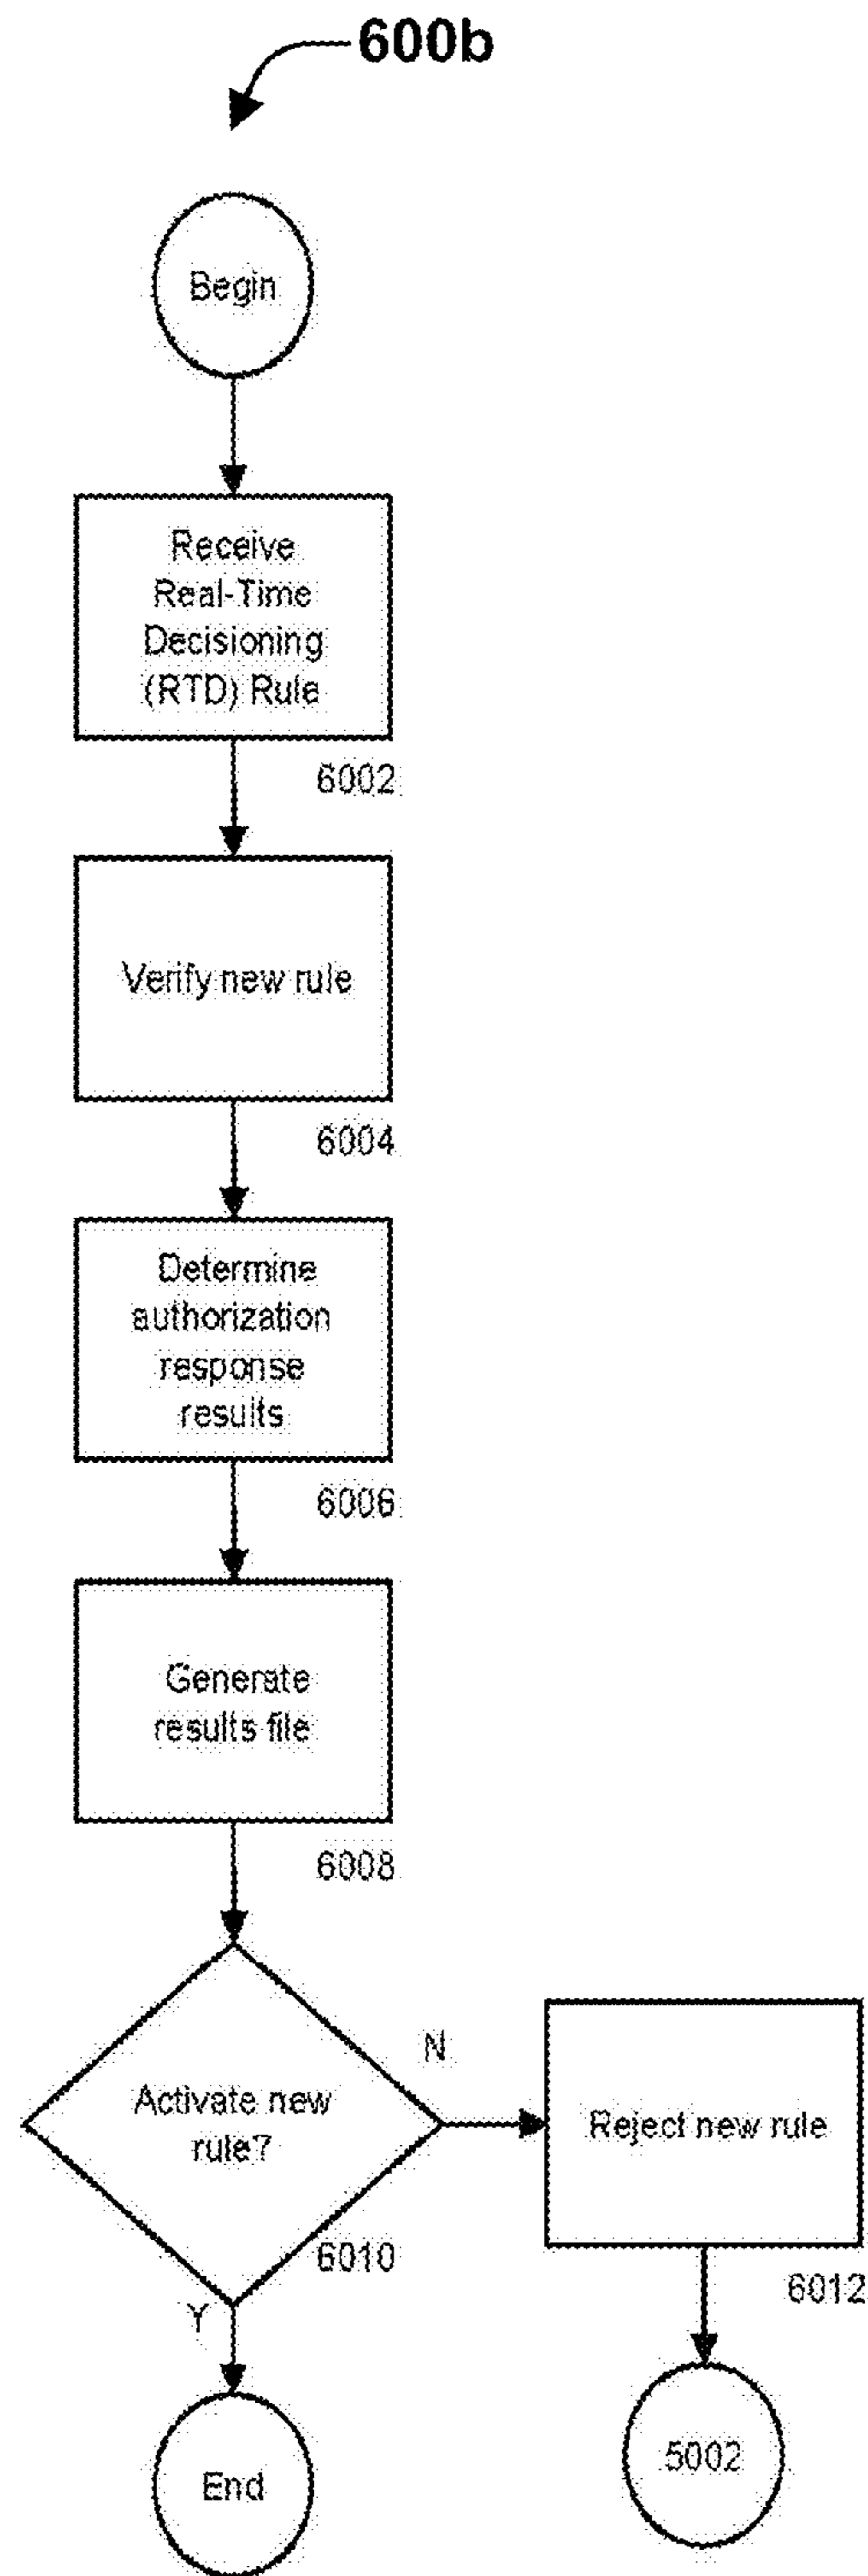 600b
Begin
Receive
Real-Time
Decisioning
(RTD) Rule
6002
Verify new rule
6004
Determine
authorization
response
results
6006
Generate
results file
6008
Activate new
rule?
N
6010
Y
Reject new rule
6012
End
5002